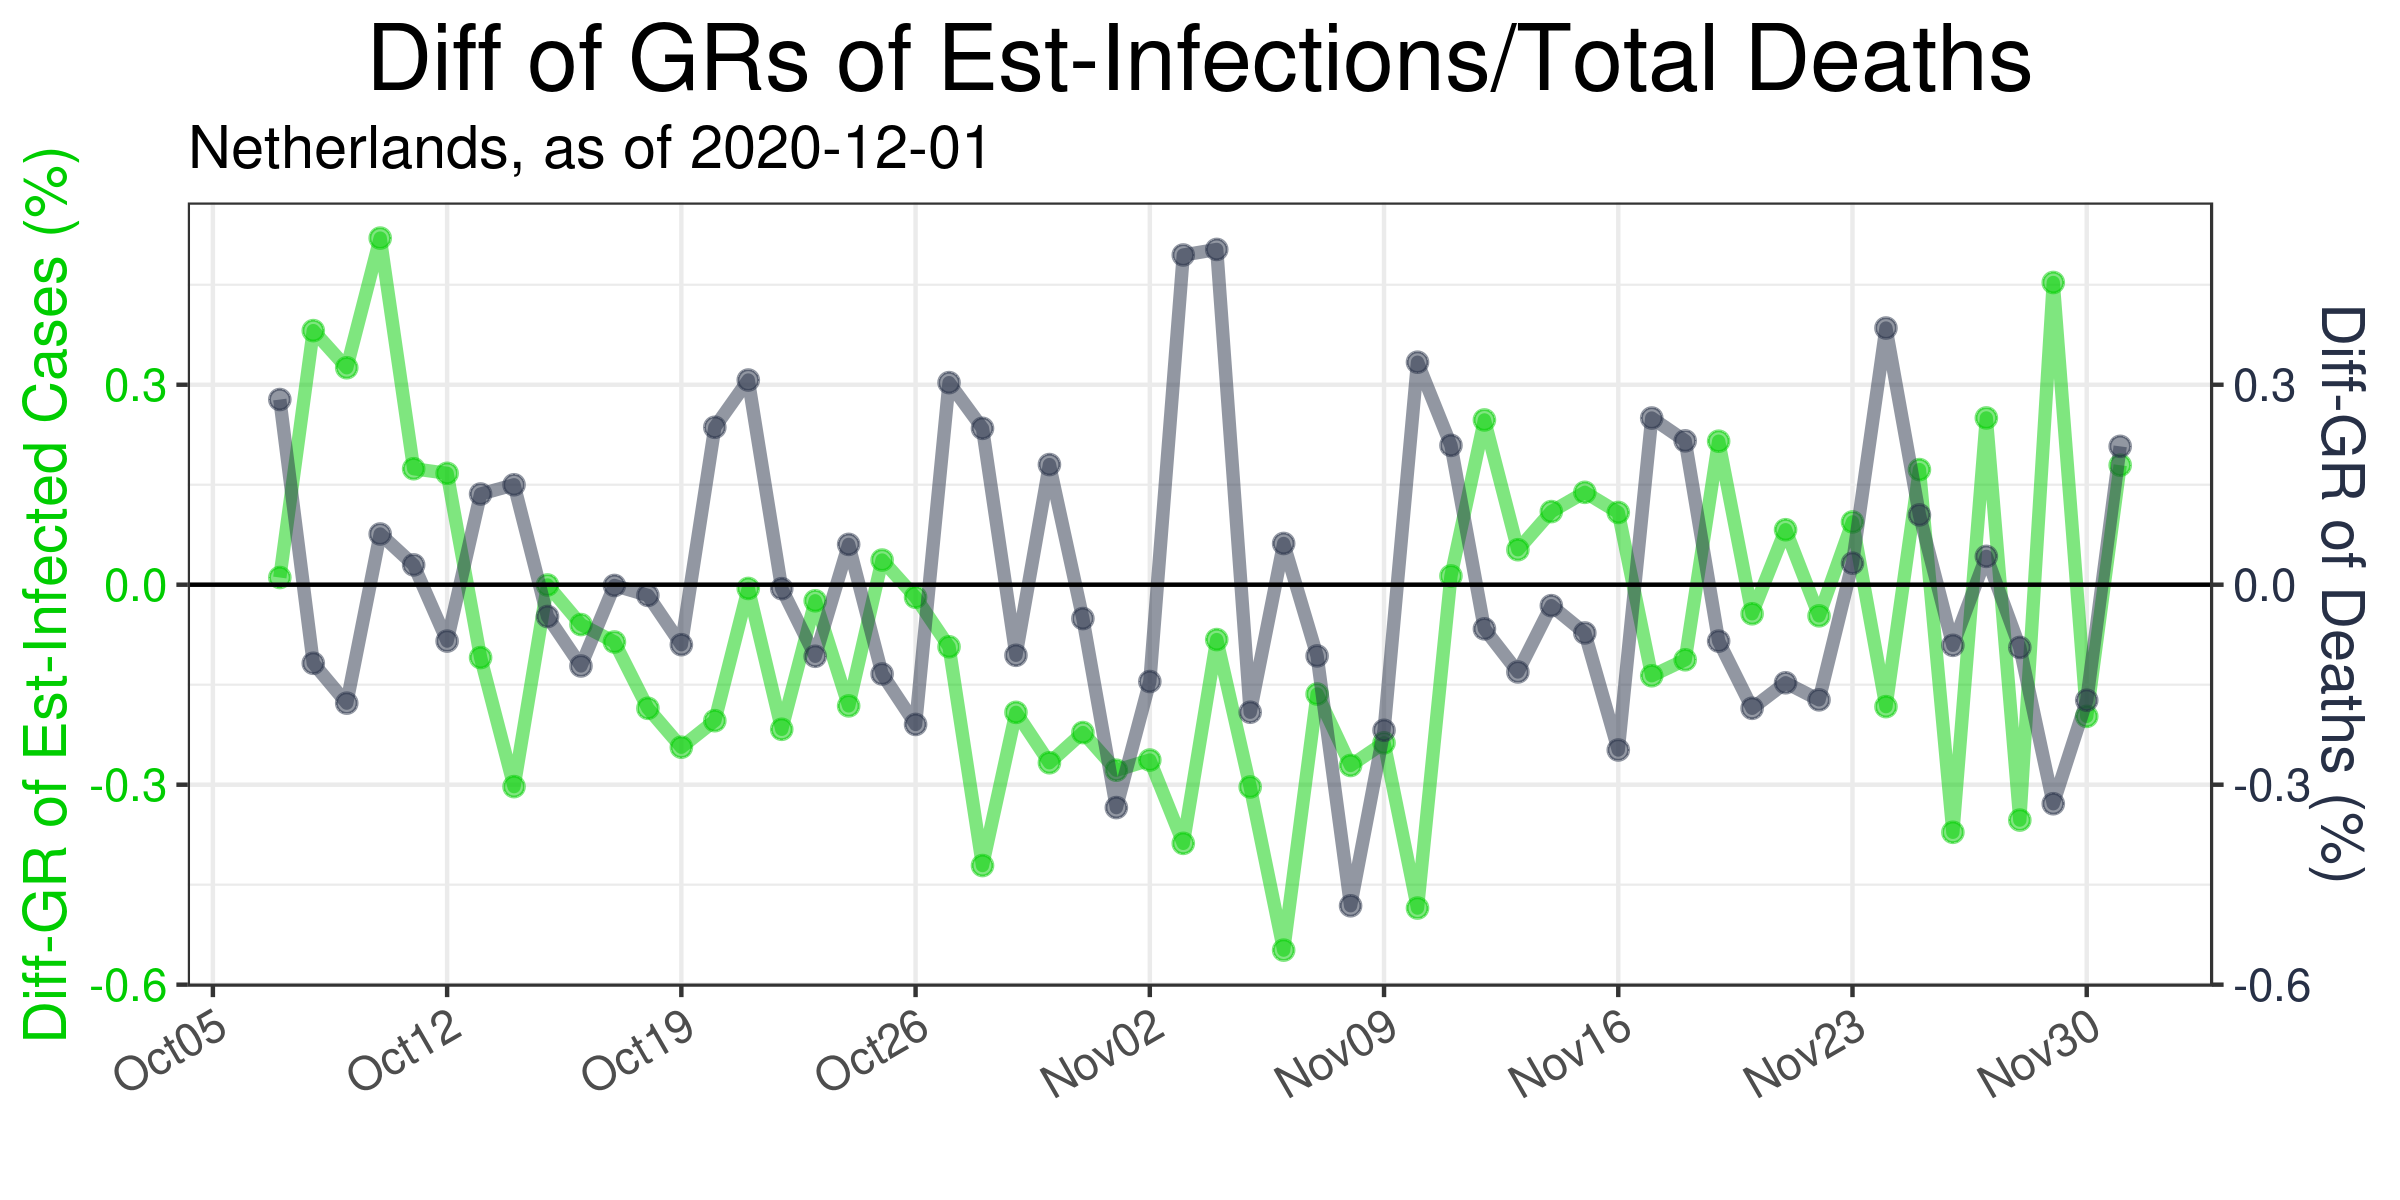 Diff of GRs of Est-Infections/Total Deaths
Netherlands, as of 2020-12-01
Diff-GR of Est-Infected Cases (%)
0.3
0.0
-0.3
-0.6
0.3
0.0
-0.3
-0.6
Diff-GR of Deaths (%)
Oct05
Oct12
Oct19
Oct26
Nov02
Nov09
Nov16
Nov23
Nov30